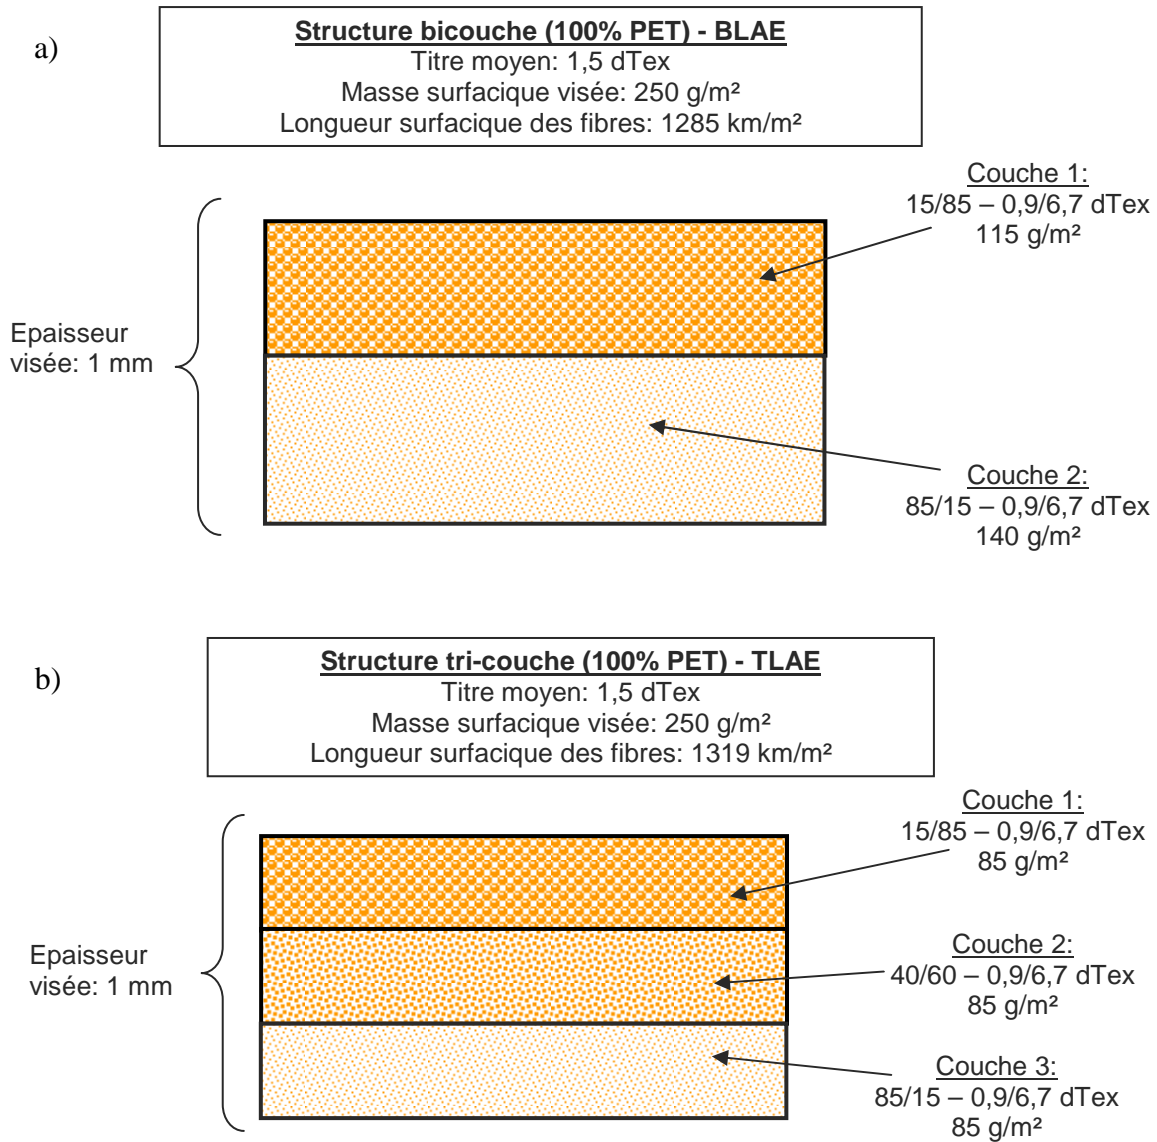 a)
Structure bicouche (100% PET) - BLAE
Titre moyen: 1,5 dTex
Masse surfacique visée: 250 g/m²
Longueur surfacique des fibres: 1285 km/m²
Couche 1:
15/85 – 0,9/6,7 dTex
115 g/m²
Epaisseur
visée: 1 mm
Couche 2:
85/15 – 0,9/6,7 dTex
140 g/m²
b)
Structure tri-couche (100% PET) - TLAE
Titre moyen: 1,5 dTex
Masse surfacique visée: 250 g/m²
Longueur surfacique des fibres: 1319 km/m²
Couche 1:
15/85 – 0,9/6,7 dTex
85 g/m²
Epaisseur
visée: 1 mm
Couche 2:
40/60 – 0,9/6,7 dTex
85 g/m²
Couche 3:
85/15 – 0,9/6,7 dTex
85 g/m²